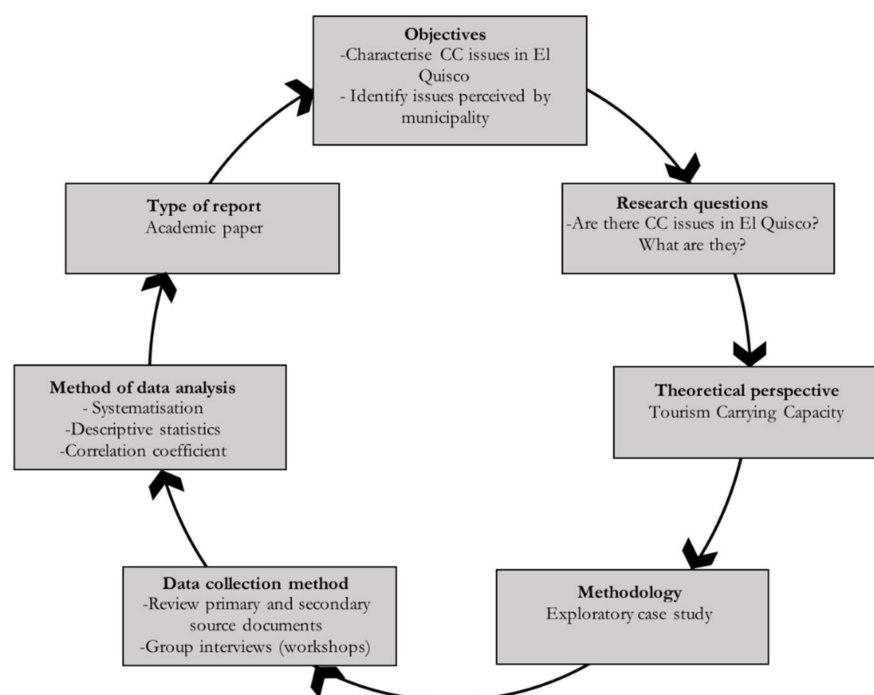 Objectives
-Characterise CC issues in El
Quisco
- Identify issues perceived by
municipality
Research questions
-Are there CC issues in El Quisco?
What are they?
Theoretical perspective
Tourism Carrying Capacity
Methodology
Exploratory case study
Data collection method
-Review primary and secondary
source documents
-Group interviews (workshops)
Method of data analysis
- Systematisation
-Descriptive statistics
-Correlation coefficient
Type of report
Academic paper